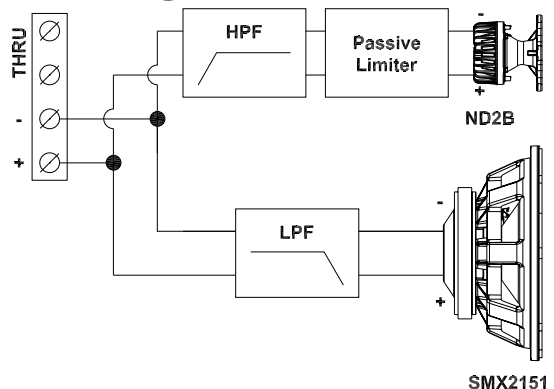 THRU
-
+
HPF
Passive
Limiter
-
+
ND2B
LPF
-
+
SMX2151